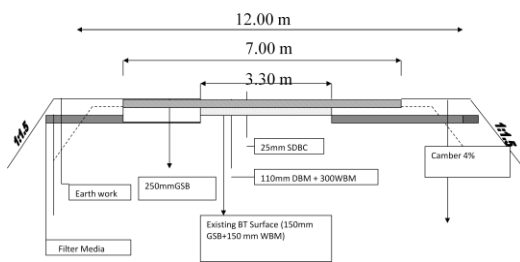 12.00 m
7.00 m
3.30 m
1:1.5
1:1.5
25mm SDBC
Camber 4%
110mm DBM + 300WBM
250mmGSB
Earth work
Existing BT Surface (150mm
GSB+150 mm WBM)
Filter Media